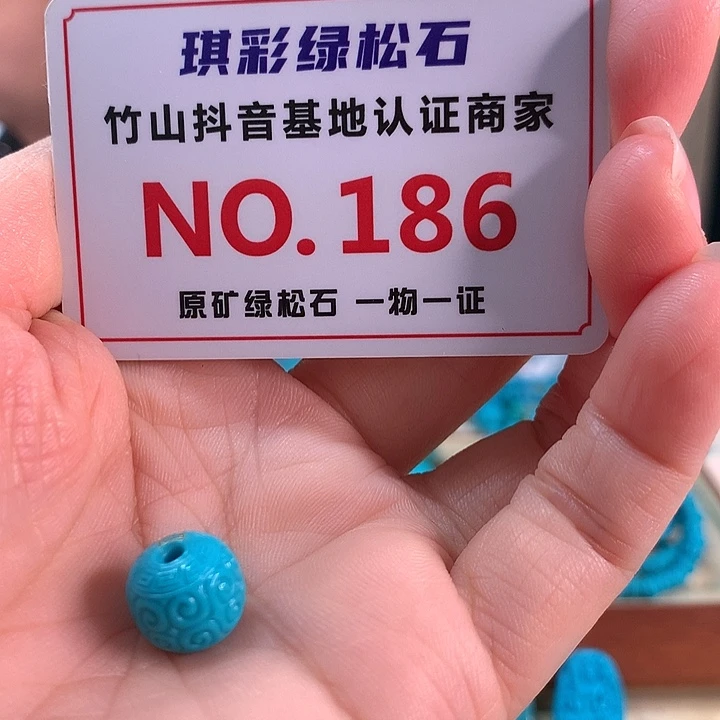 琪彩绿松石
竹山抖音基地认证商家
NO.186
原矿绿松石 一物一证